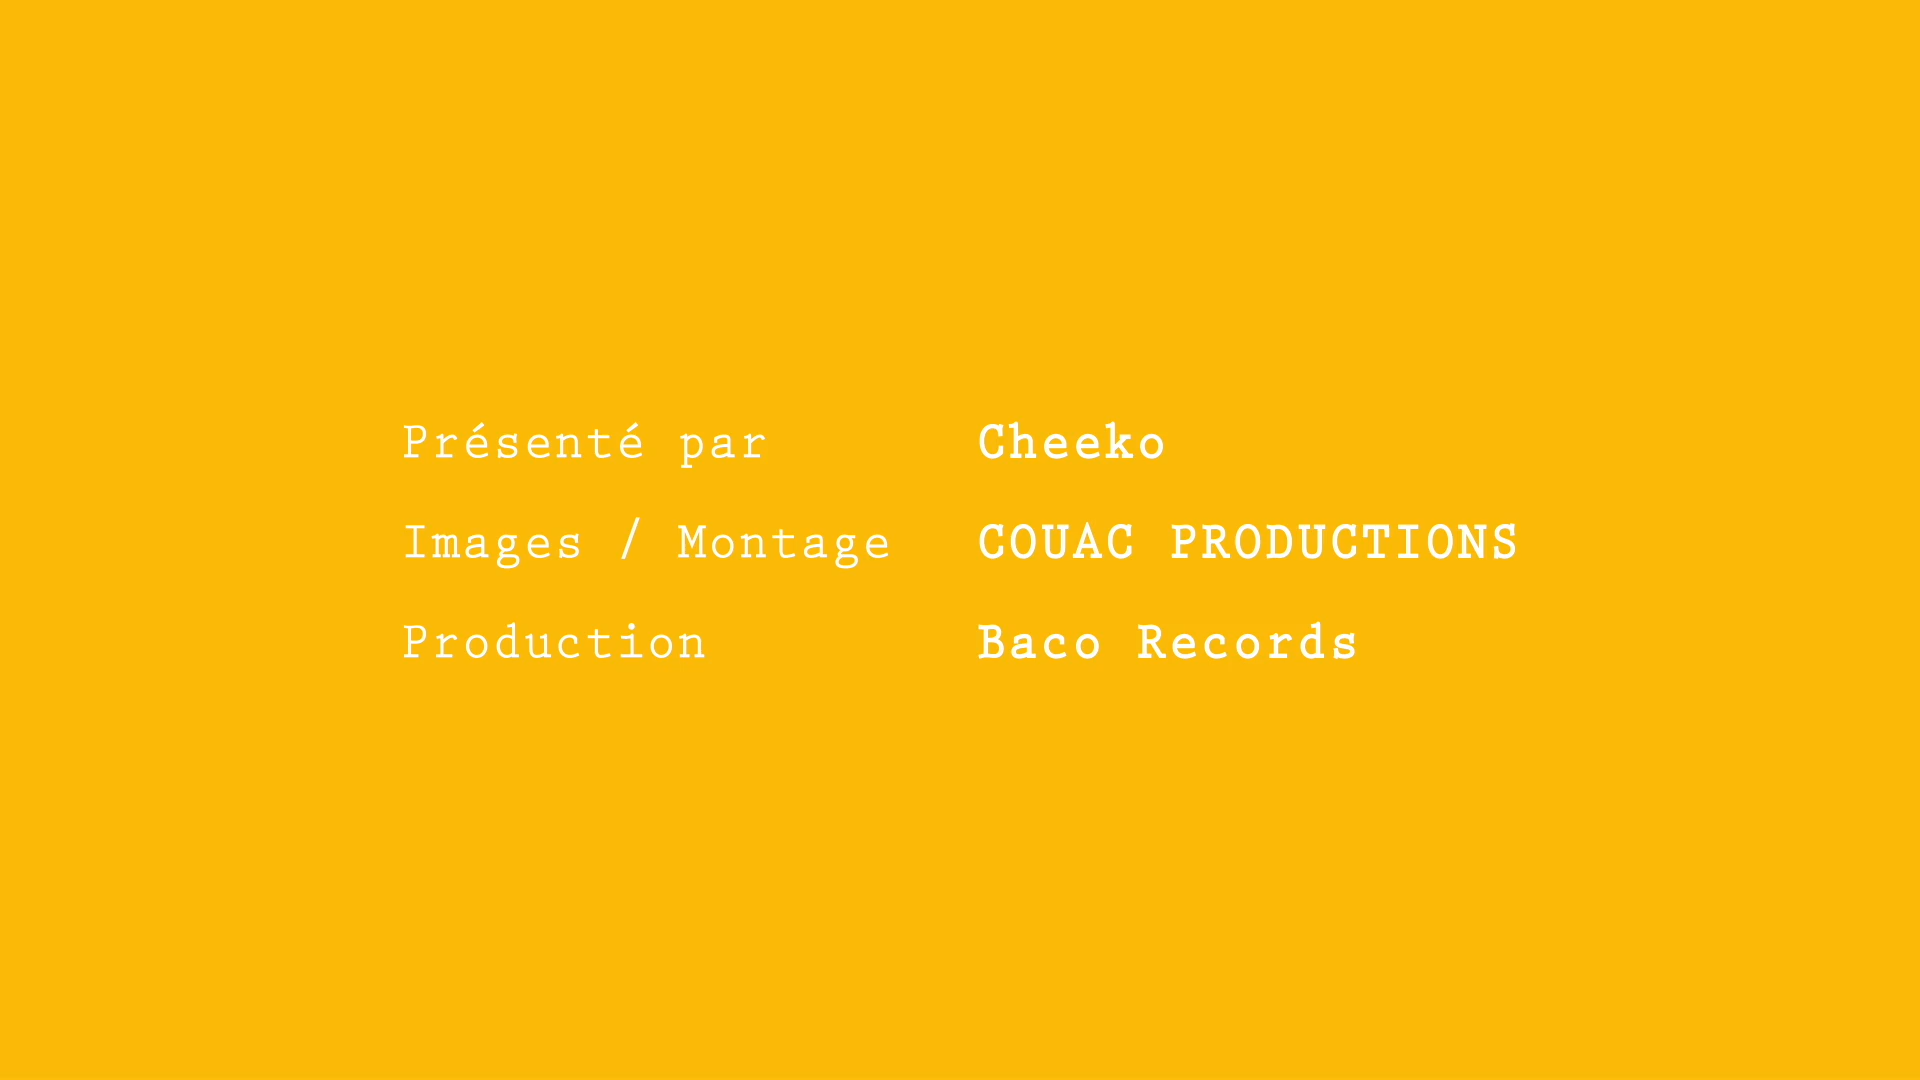 Présenté par Cheeko
Images / Montage COUAC PRODUCTIONS
Production Baco Records